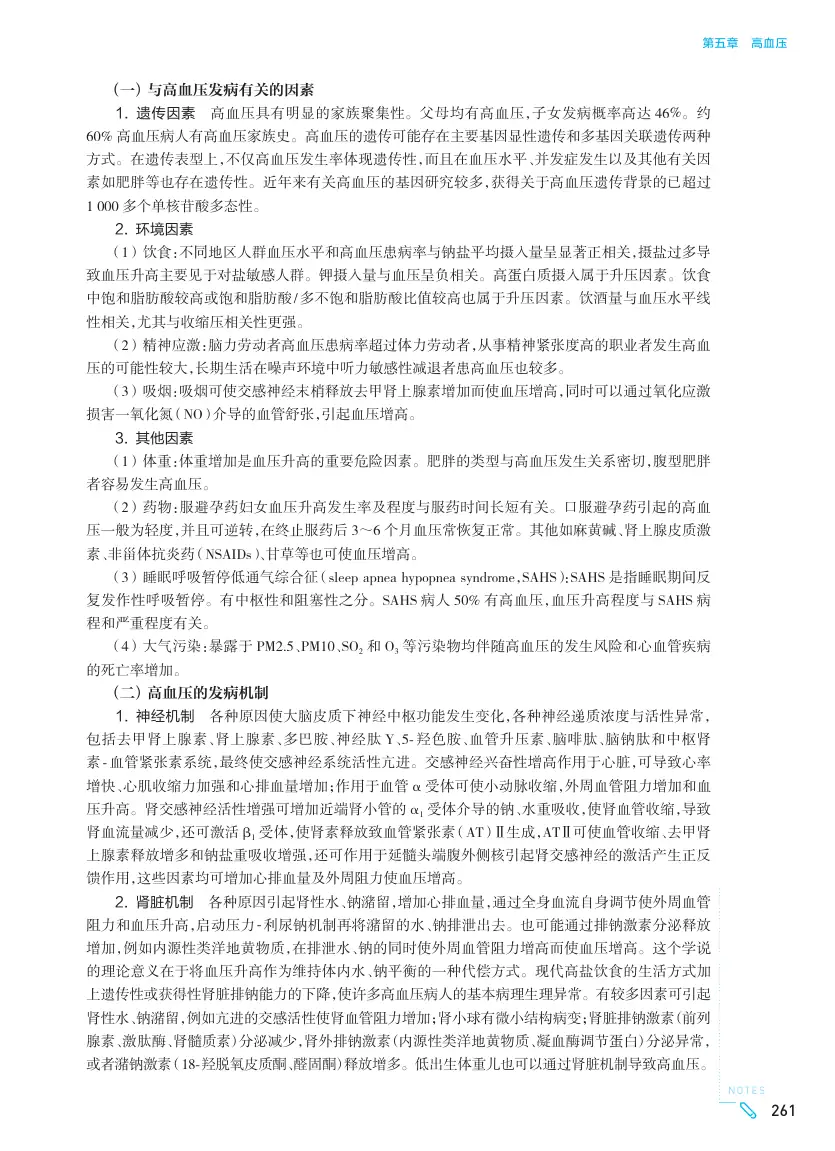 第五章 高血压
（一）与高血压发病有关的因素
1. 遗传因素 高血压具有明显的家族聚集性。父母均有高血压，子女发病概率高达 46%。约
60% 高血压病人有高血压家族史。高血压的遗传可能存在主要基因显性遗传和多基因关联遗传两种
方式。在遗传表型上，不仅高血压发生率体现遗传性，而且在血压水平、并发症发生以及其他有关因
素如肥胖等也存在遗传性。近年来有关高血压的基因研究较多，获得关于高血压遗传背景的已超过
1 000 多个单核苷酸多态性。
2. 环境因素
（1）饮食：不同地区人群血压水平和高血压患病率与钠盐平均摄入量呈显著正相关，摄盐过多导
致血压升高主要见于对盐敏感人群。钾摄入量与血压呈负相关。高蛋白质摄入属于升压因素。饮食
中饱和脂肪酸较高或饱和脂肪酸/多不饱和脂肪酸比值较高也属于升压因素。饮酒量与血压水平线
性相关，尤其与收缩压相关性更强。
（2）精神应激：脑力劳动者高血压患病率超过体力劳动者，从事精神紧张度高的职业者发生高血
压的可能性较大，长期生活在噪声环境中听力敏感性减退者患高血压也较多。
（3）吸烟：吸烟可使交感神经末梢释放去甲肾上腺素增加而使血压增高，同时可以通过氧化应激
损害一氧化氮（NO）介导的血管舒张，引起血压增高。
3. 其他因素
（1）体重：体重增加是血压升高的重要危险因素。肥胖的类型与高血压发生关系密切，腹型肥胖
者容易发生高血压。
（2）药物：服避孕药妇女血压升高发生率及程度与服药时间长短有关。口服避孕药引起的高血
压一般为轻度，并且可逆转，在终止服药后 3～6 个月血压常恢复正常。其他如麻黄碱、肾上腺皮质激
素、非甾体抗炎药（NSAIDs）、甘草等也可使血压增高。
（3）睡眠呼吸暂停低通气综合征（sleep apnea hypopnea syndrome，SAHS）：SAHS 是指睡眠期间反
复发作性呼吸暂停。有中枢性和阻塞性之分。SAHS 病人 50% 有高血压，血压升高程度与 SAHS 病
程和严重程度有关。
（4）大气污染：暴露于 PM2.5、PM10、SO₂ 和 O₃ 等污染物均伴随高血压的发生风险和心血管疾病
的死亡率增加。
（二）高血压的发病机制
1. 神经机制 各种原因使大脑皮质下神经中枢功能发生变化，各种神经递质浓度与活性异常，
包括去甲肾上腺素、肾上腺素、多巴胺、神经肽 Y、5-羟色胺、血管升压素、脑啡肽、脑钠肽和中枢肾
素-血管紧张素系统，最终使交感神经系统活性亢进。交感神经兴奋性增高作用于心脏，可导致心率
增快、心肌收缩力加强和心排血量增加；作用于血管 α 受体可使小动脉收缩，外周血管阻力增加和血
压升高。肾交感神经活性增强可增加近端肾小管的 α₁ 受体介导的钠、水重吸收，使肾血管收缩，导致
肾血流量减少，还可激活 β₁ 受体，使肾素释放致血管紧张素（AT）Ⅱ生成，ATⅡ可使血管收缩、去甲肾
上腺素释放增多和钠盐重吸收增强，还可作用于延髓头端腹外侧核引起肾交感神经的激活产生正反
馈作用，这些因素均可增加心排血量及外周阻力使血压增高。
2. 肾脏机制 各种原因引起肾性水、钠潴留，增加心排血量，通过全身血流自身调节使外周血管
阻力和血压升高，启动压力-利尿钠机制再将潴留的水、钠排泄出去。也可能通过排钠激素分泌释放
增加，例如内源性类洋地黄物质，在排泄水、钠的同时使外周血管阻力增高而使血压增高。这个学说
的理论意义在于将血压升高作为维持体内水、钠平衡的一种代偿方式。现代高盐饮食的生活方式加
上遗传性或获得性肾脏排钠能力的下降，使许多高血压病人的基本病理生理异常。有较多因素可引起
肾性水、钠潴留，例如亢进的交感活性使肾血管阻力增加；肾小球有微小结构病变；肾脏排钠激素（前列
腺素、激肽酶、肾髓质素）分泌减少，肾外排钠激素（内源性类洋地黄物质、凝血酶调节蛋白）分泌异常，
或者潴钠激素（18-羟脱氧皮质酮、醛固酮）释放增多。低出生体重儿也可以通过肾脏机制导致高血压。
NOTES
261